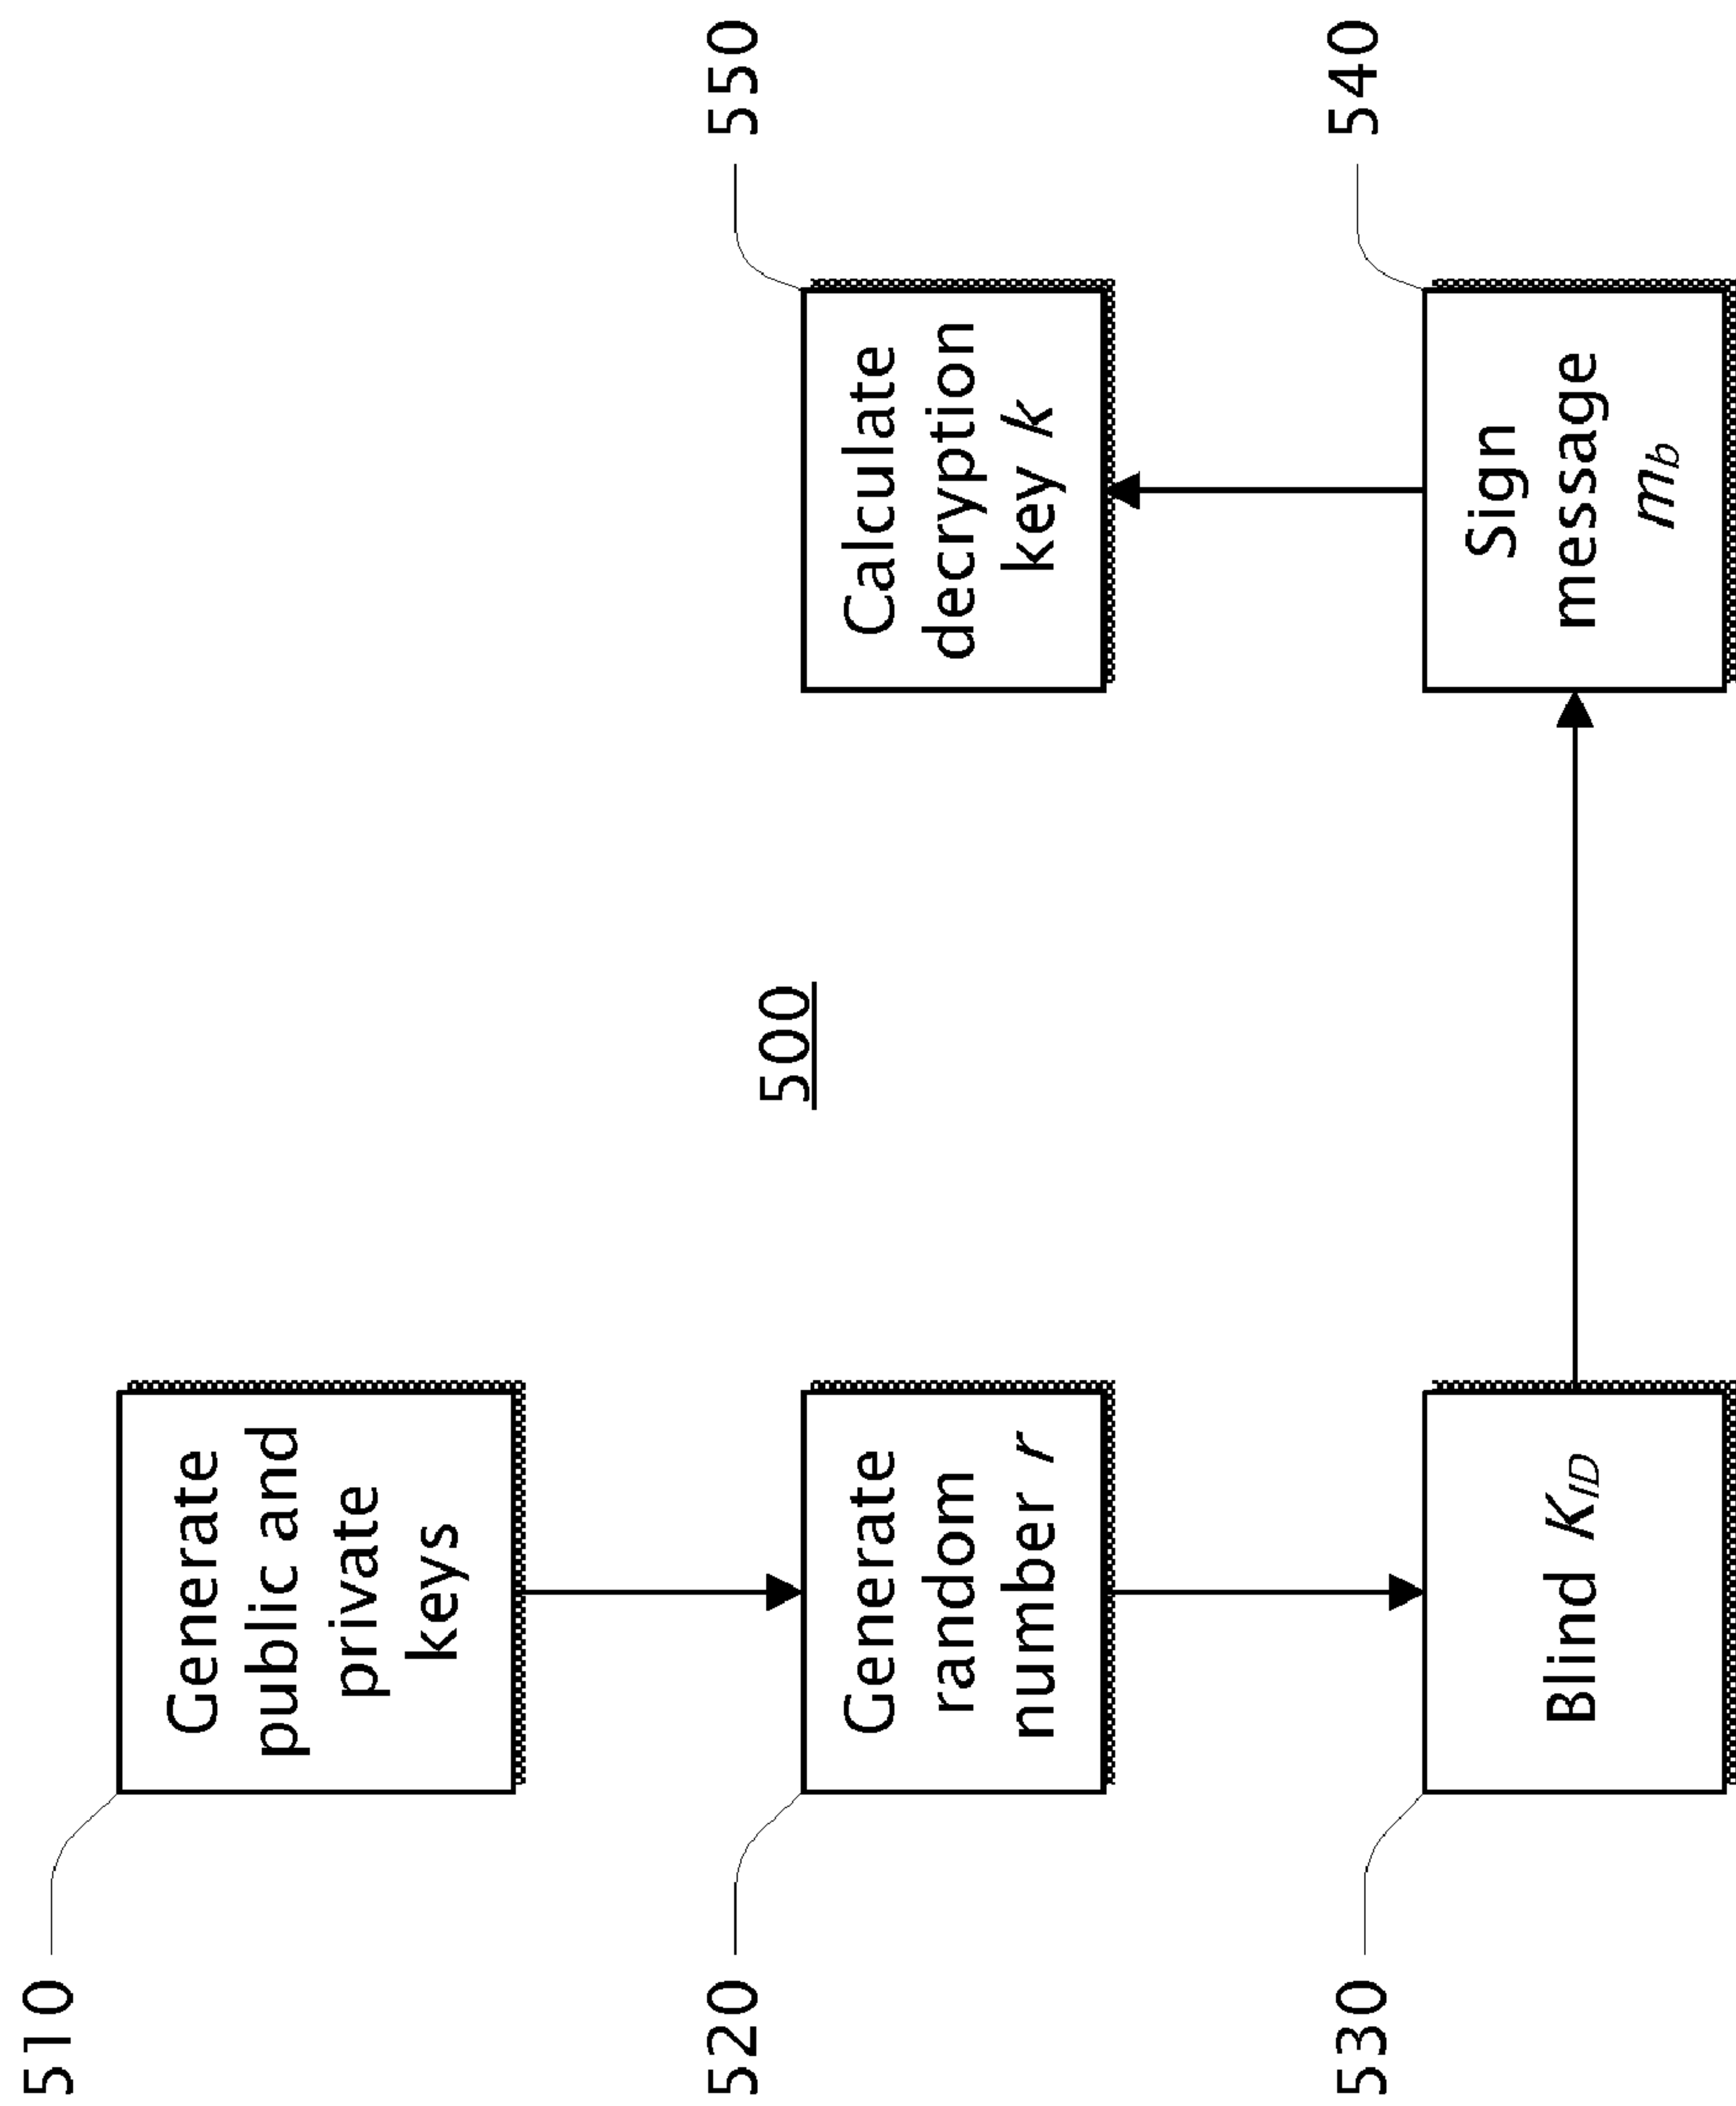 510
Generate
public and
private
keys
520
Generate
random
number r
530
Blind K_ID
500
540
Sign
message
m_b
550
Calculate
decryption
key k